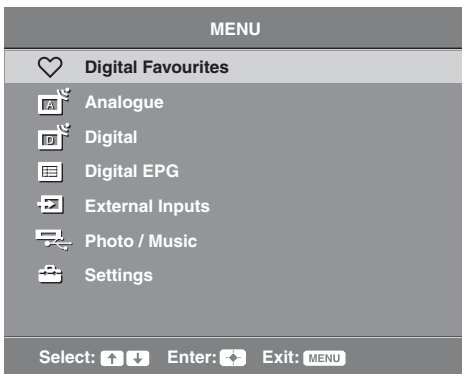 MENU
Digital Favourites
A Analogue
D Digital
Digital EPG
External Inputs
Photo / Music
Settings
Select: ↑ ↓ Enter: Exit: MENU